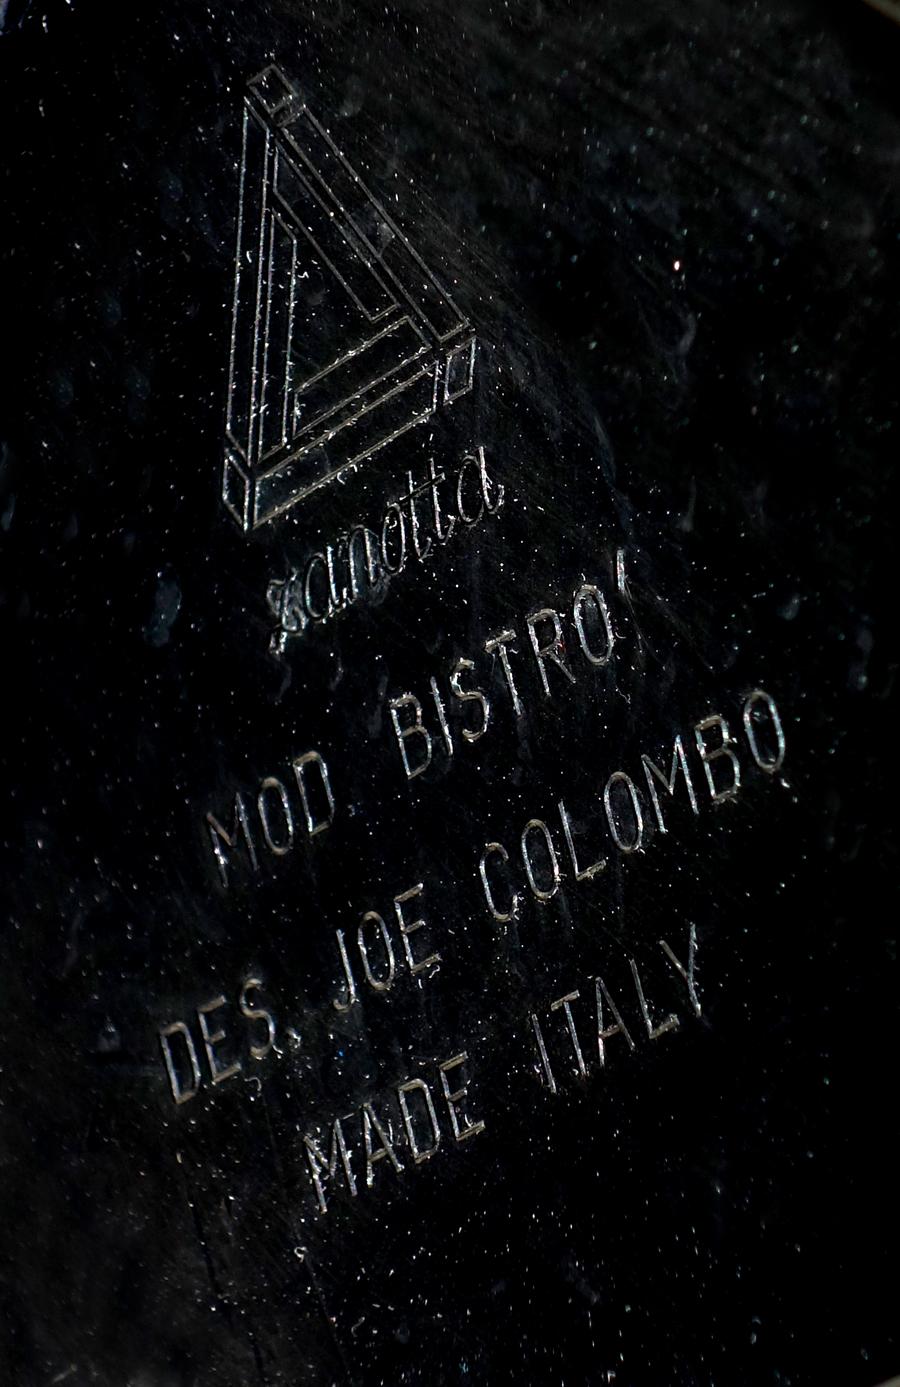 zanotta
MOD BISTRO'
DES. JOE COLOMBO
MADE ITALY